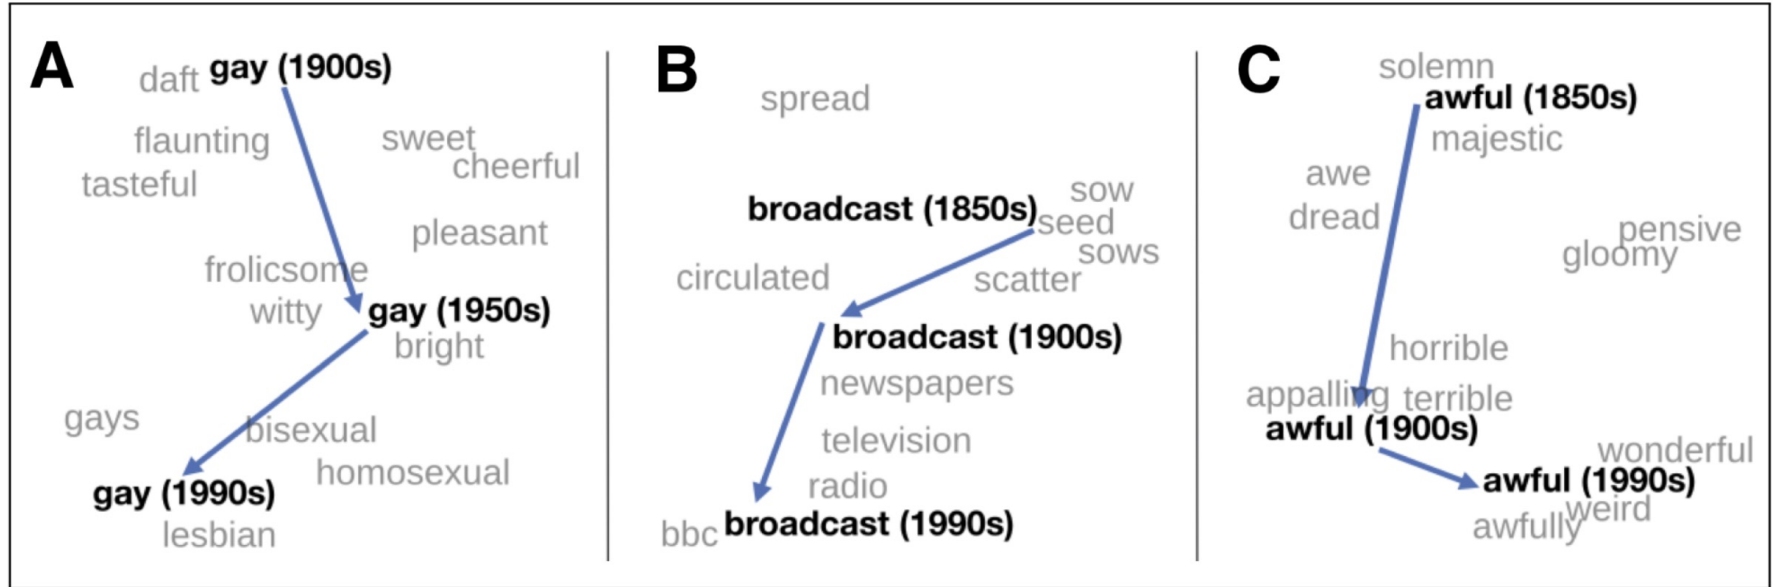 A
daft gay (1900s)
flaunting
sweet
cheerful
tasteful
pleasant
frolicsome
witty
gay (1950s)
bright
gays
bisexual
homosexual
gay (1990s)
lesbian
B
spread
sow
broadcast (1850s)
seed
sows
circulated
scatter
broadcast (1900s)
newspapers
television
radio
bbc broadcast (1990s)
C
solemn
awful (1850s)
majestic
awe
dread
pensive
gloomy
horrible
appalling terrible
awful (1900s)
wonderful
awful (1990s)
weird
awfully